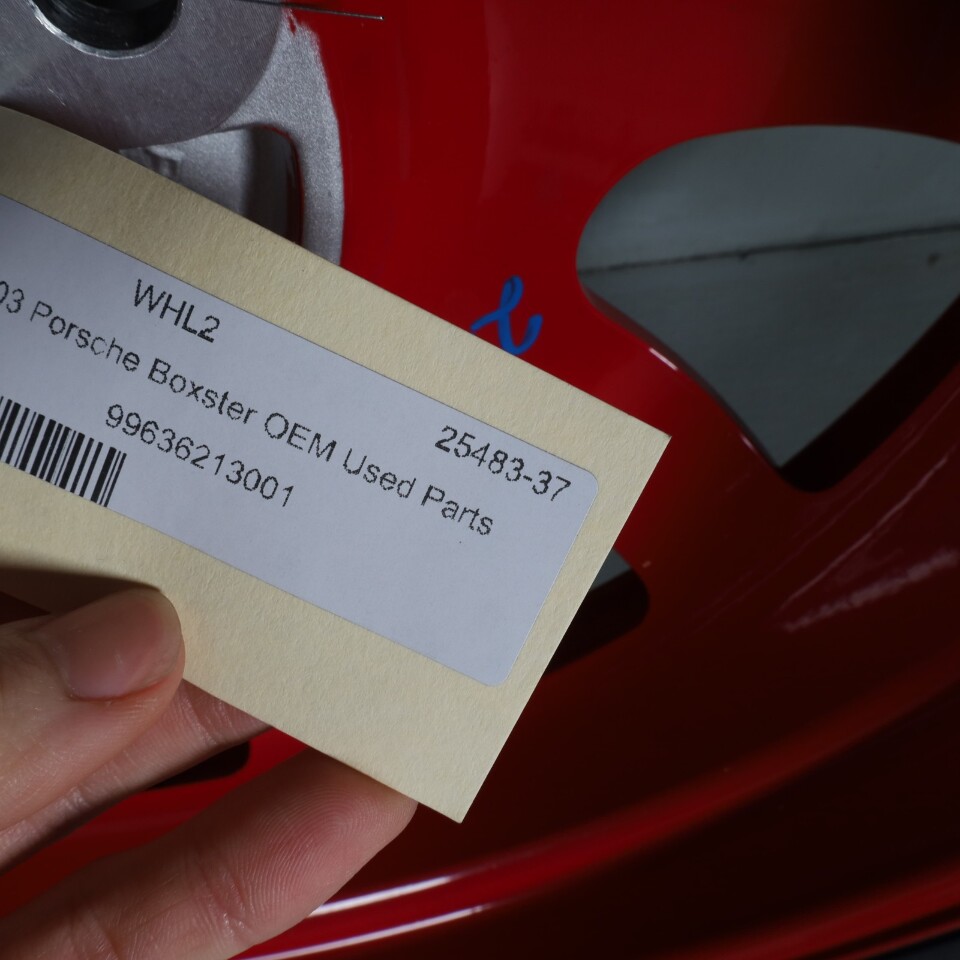 WHL2 25483-37
03 Porsche Boxster OEM Used Parts
99636213001